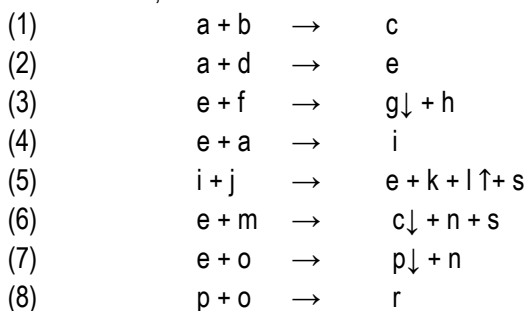 (1) a + b → c
(2) a + d → e
(3) e + f → g↓ + h
(4) e + a → i
(5) i + j → e + k + l ↑+ s
(6) e + m → c↓ + n + s
(7) e + o → p↓ + n
(8) p + o → r